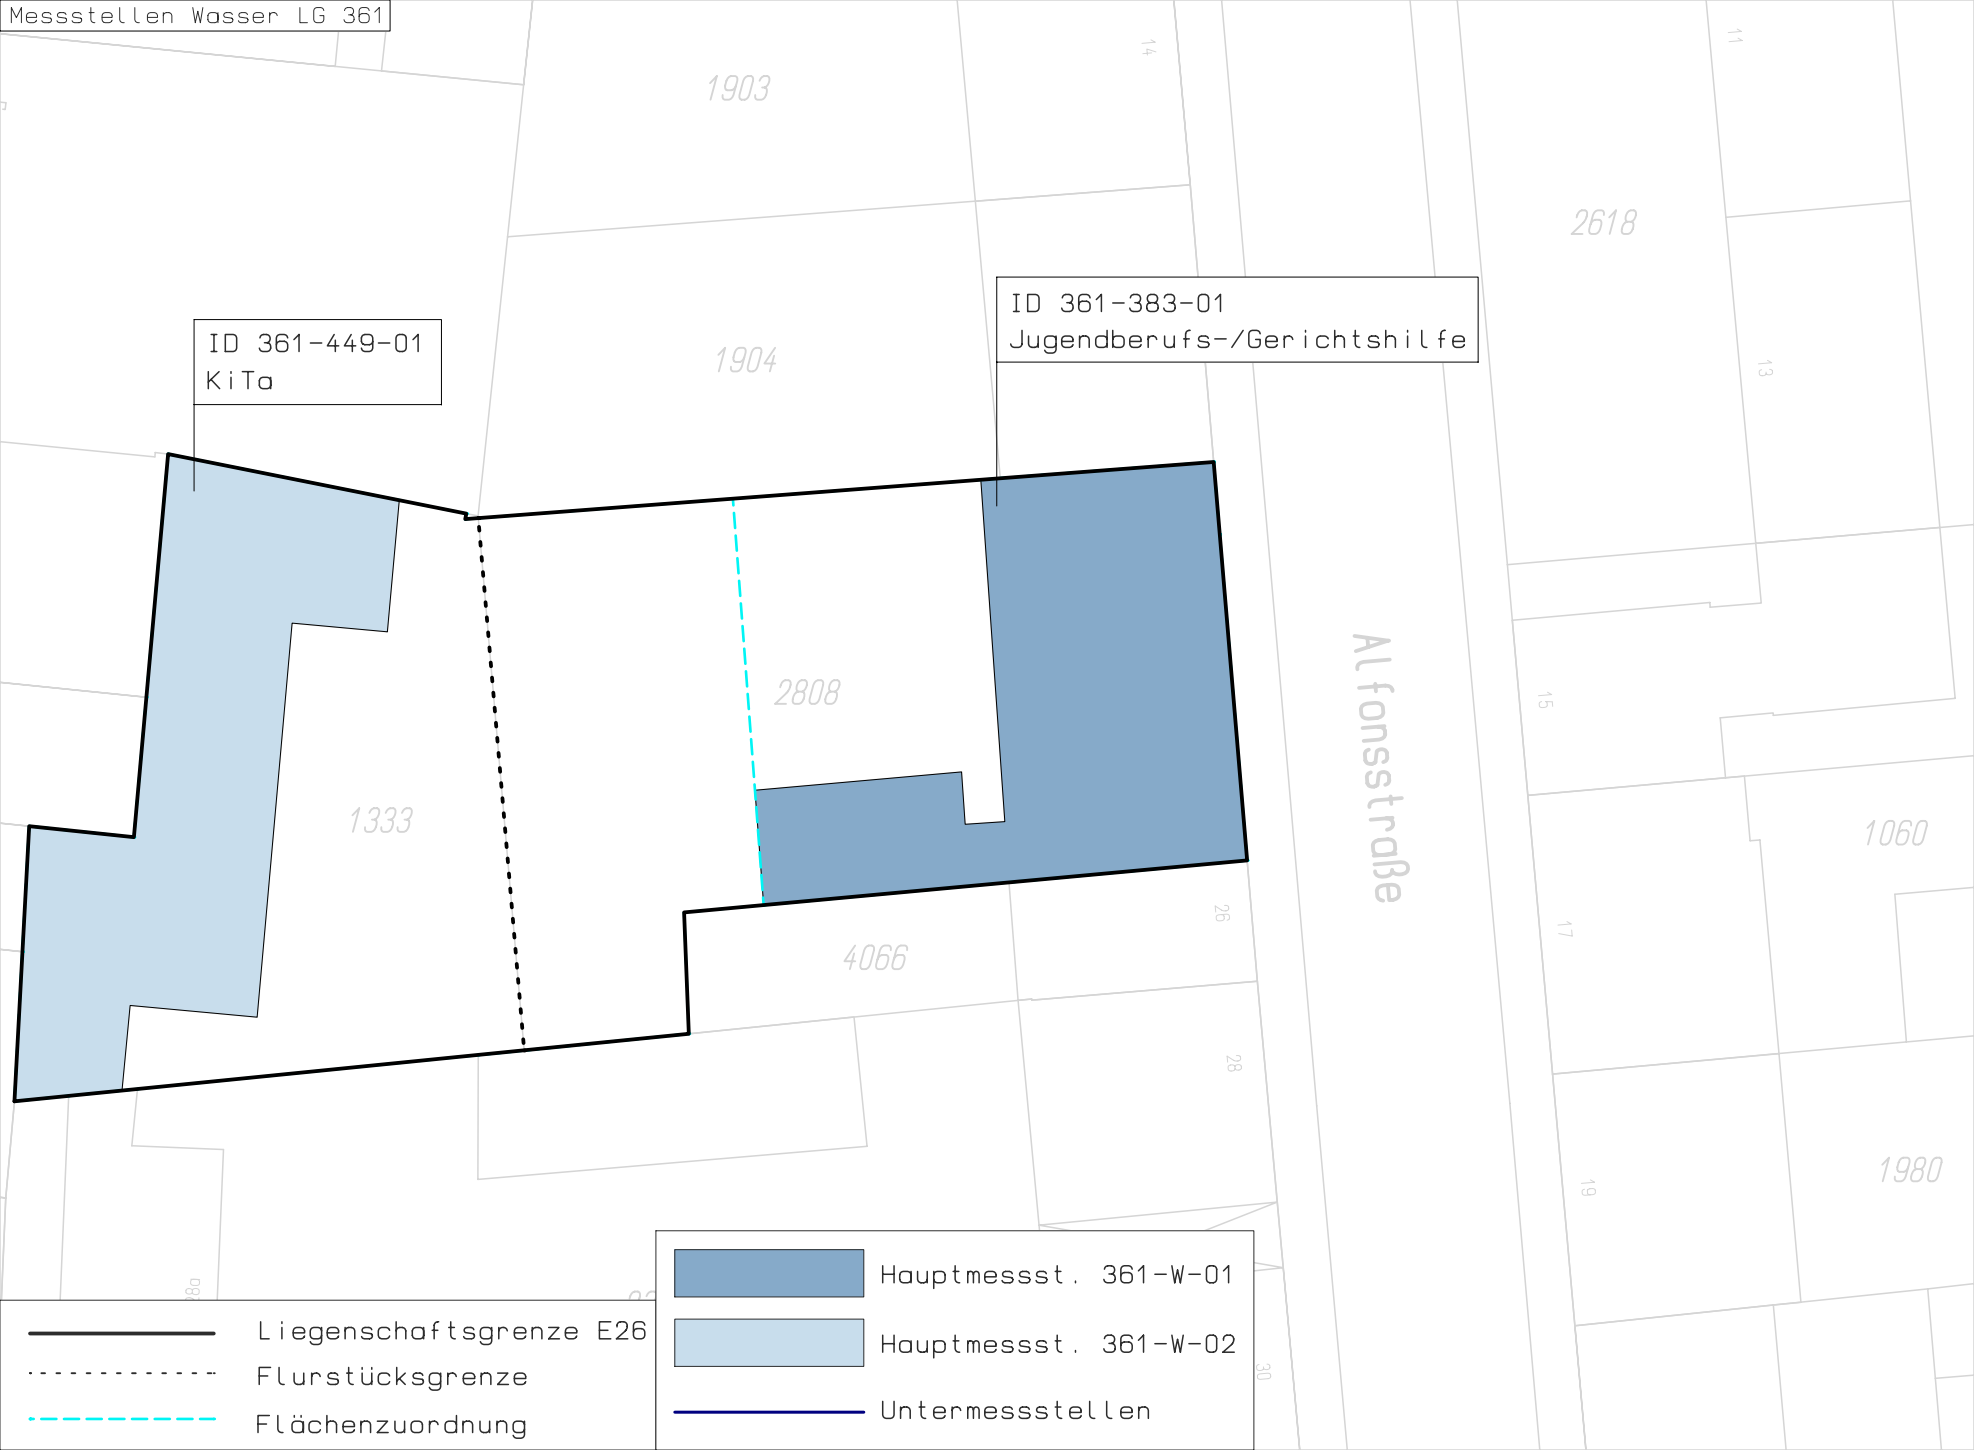 Messstellen Wasser LG 361
14
11
1903
2618
ID 361-383-01
Jugendberufs-/Gerichtshilfe
ID 361-449-01
KiTa
1904
13
2808
15
Alfonsstraße
1333
1060
26
17
4066
28
1980
19
Hauptmessst. 361-W-01
Liegenschaftsgrenze E26
Hauptmessst. 361-W-02
Flurstücksgrenze
30
Untermessstellen
Flächenzuordnung